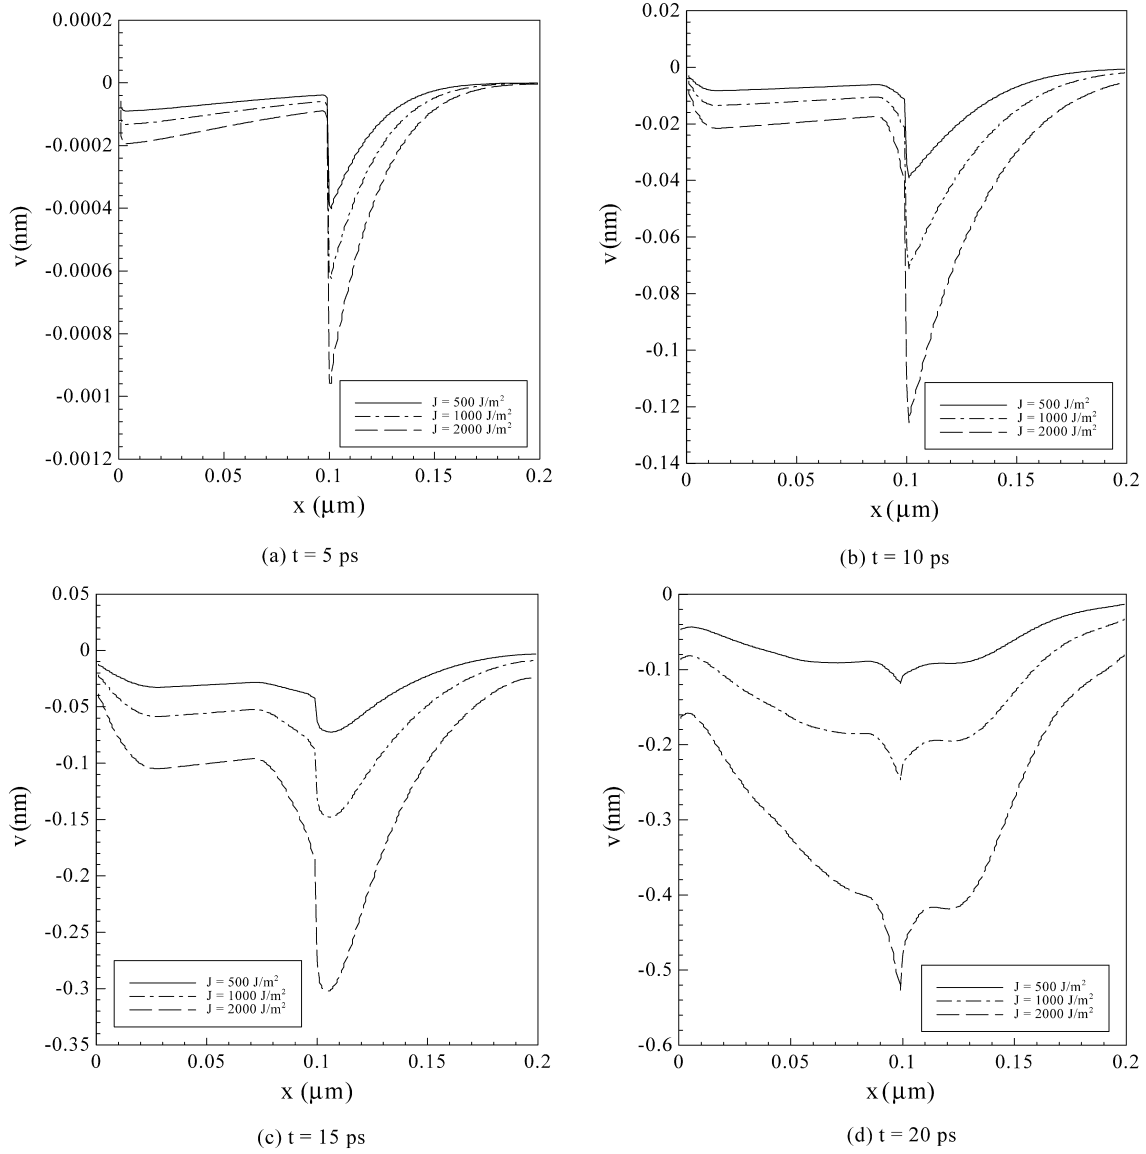 0.0002
0
-0.0002
-0.0004
-0.0006
-0.0008
-0.001
-0.0012
v (nm)
0 0.05 0.1 0.15 0.2
x (μm)
J = 500 J/m²
J = 1000 J/m²
J = 2000 J/m²
(a) t = 5 ps
0.02
0
-0.02
-0.04
-0.06
-0.08
-0.1
-0.12
-0.14
v (nm)
0 0.05 0.1 0.15 0.2
x (μm)
J = 500 J/m²
J = 1000 J/m²
J = 2000 J/m²
(b) t = 10 ps
0.05
0
-0.05
-0.1
-0.15
-0.2
-0.25
-0.3
-0.35
v (nm)
0 0.05 0.1 0.15 0.2
x (μm)
J = 500 J/m²
J = 1000 J/m²
J = 2000 J/m²
(c) t = 15 ps
0
-0.1
-0.2
-0.3
-0.4
-0.5
-0.6
v (nm)
0 0.05 0.1 0.15 0.2
x (μm)
J = 500 J/m²
J = 1000 J/m²
J = 2000 J/m²
(d) t = 20 ps